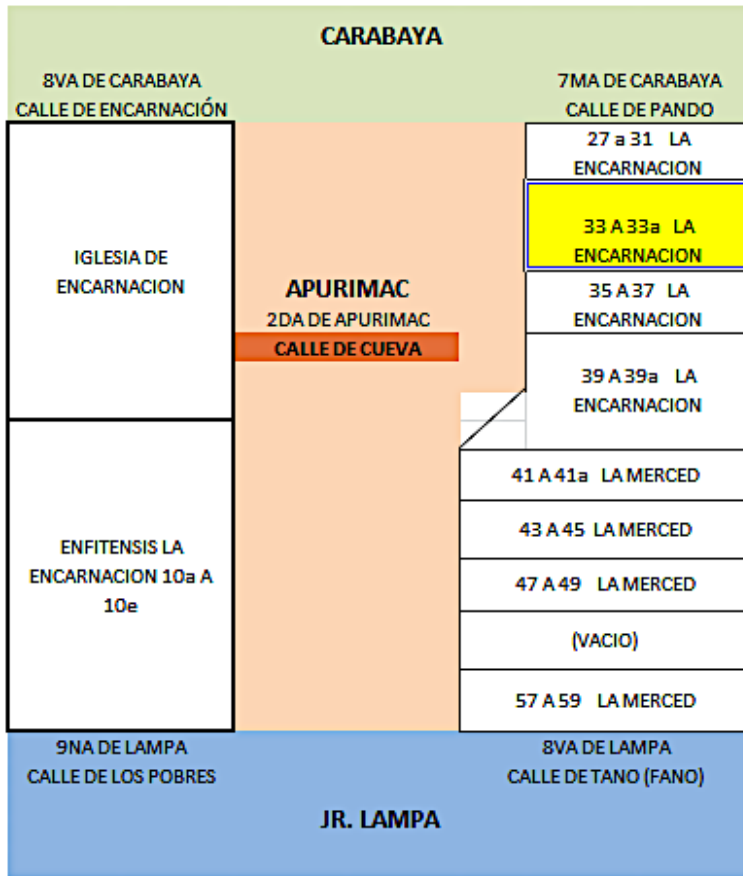 CARABAYA
8VA DE CARABAYA
CALLE DE ENCARNACIÓN
7MA DE CARABAYA
CALLE DE PANDO
IGLESIA DE
ENCARNACION
ENFITENSIS LA
ENCARNACION 10a A
10e
APURIMAC
2DA DE APURIMAC
CALLE DE CUEVA
27 a 31 LA
ENCARNACION
33 A 33a LA
ENCARNACION
35 A 37 LA
ENCARNACION
39 A 39a LA
ENCARNACION
41 A 41a LA MERCED
43 A 45 LA MERCED
47 A 49 LA MERCED
(VACIO)
57 A 59 LA MERCED
9NA DE LAMPA
CALLE DE LOS POBRES
8VA DE LAMPA
CALLE DE TANO (FANO)
JR. LAMPA